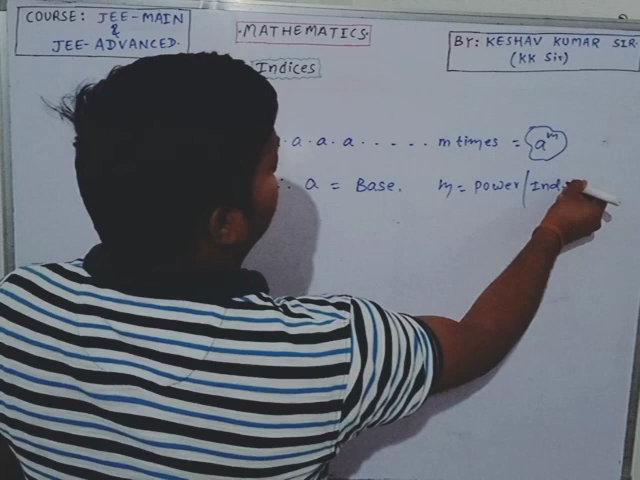 COURSE: JEE-MAIN
&
JEE-ADVANCED.
MATHEMATICS.
BY: KESHAV KUMAR SIR.
(KK Sir)
Indices
.a.a.a..... m times = a^m
a = Base. m = power/Ind